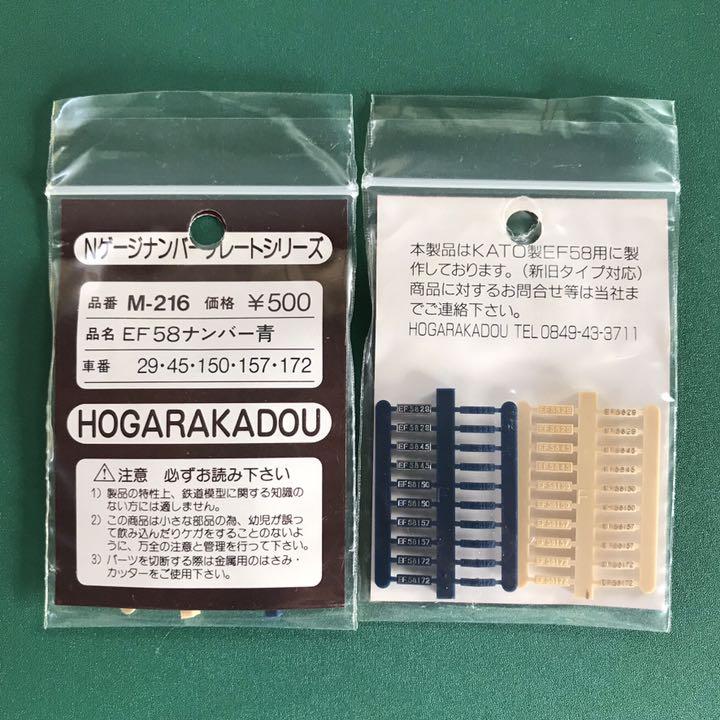 Nゲージナンバープレートシリーズ
品番 M-216 価格 ¥500
品名 EF58ナンバー青
車番 29・45・150・157・172
HOGARAKADOU
注意 必ずお読み下さい
1) 製品の特性上、鉄道模型に関する知識の
ない方には適しません。
2) この商品は小さな部品の為、幼児が誤っ
て飲み込んだりケガをすることのないよ
うに、万全の注意と管理を行って下さい。
3) パーツを切断する際は金属用のはさみ・
カッターをご使用下さい。
本製品はKATO製EF58用に製
作しております。（新旧タイプ対応）
商品に対するお問合せ等は当社ま
でご連絡下さい。
HOGARAKADOU TEL0849-43-3711
EF5829
EF5829
EF5845
EF5845
EF58150
EF58150
EF58157
EF58157
EF58172
EF58172